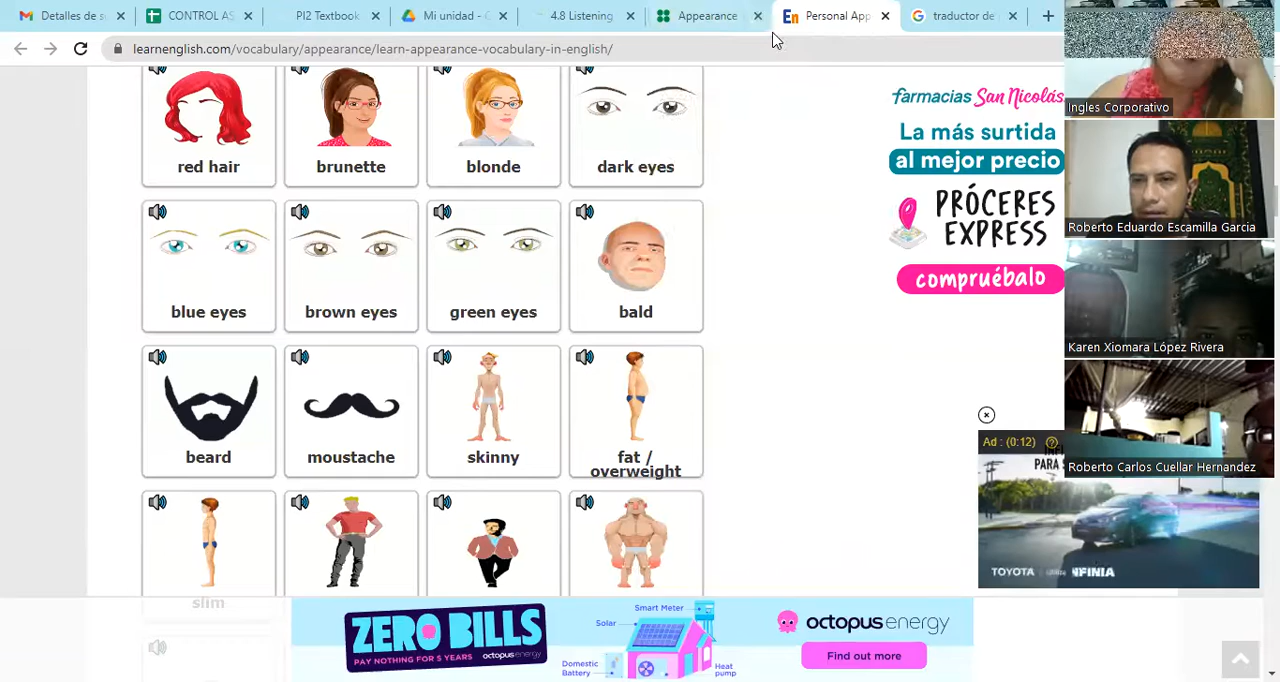 Detalles de su
CONTROL AS
PI2 Textbook
Mi unidad - G
4.8 Listening
Appearance
Personal App
traductor de
learnenglish.com/vocabulary/appearance/learn-appearance-vocabulary-in-english/
red hair
brunette
blonde
dark eyes
blue eyes
brown eyes
green eyes
bald
beard
moustache
skinny
fat /
overweight
slim
farmacias San Nicolás
La más surtida
al mejor precio
PRÓCERES
EXPRESS
compruébalo
Ingles Corporativo
Roberto Eduardo Escamilla Garcia
Karen Xiomara López Rivera
Roberto Carlos Cuellar Hernandez
Ad : (0:12)
PARA
TOYOTA
ZERO BILLS
PAY NOTHING FOR 5 YEARS octopus energy
Smart Meter
Solar
Domestic
Battery
Heat
pump
octopus energy
Find out more